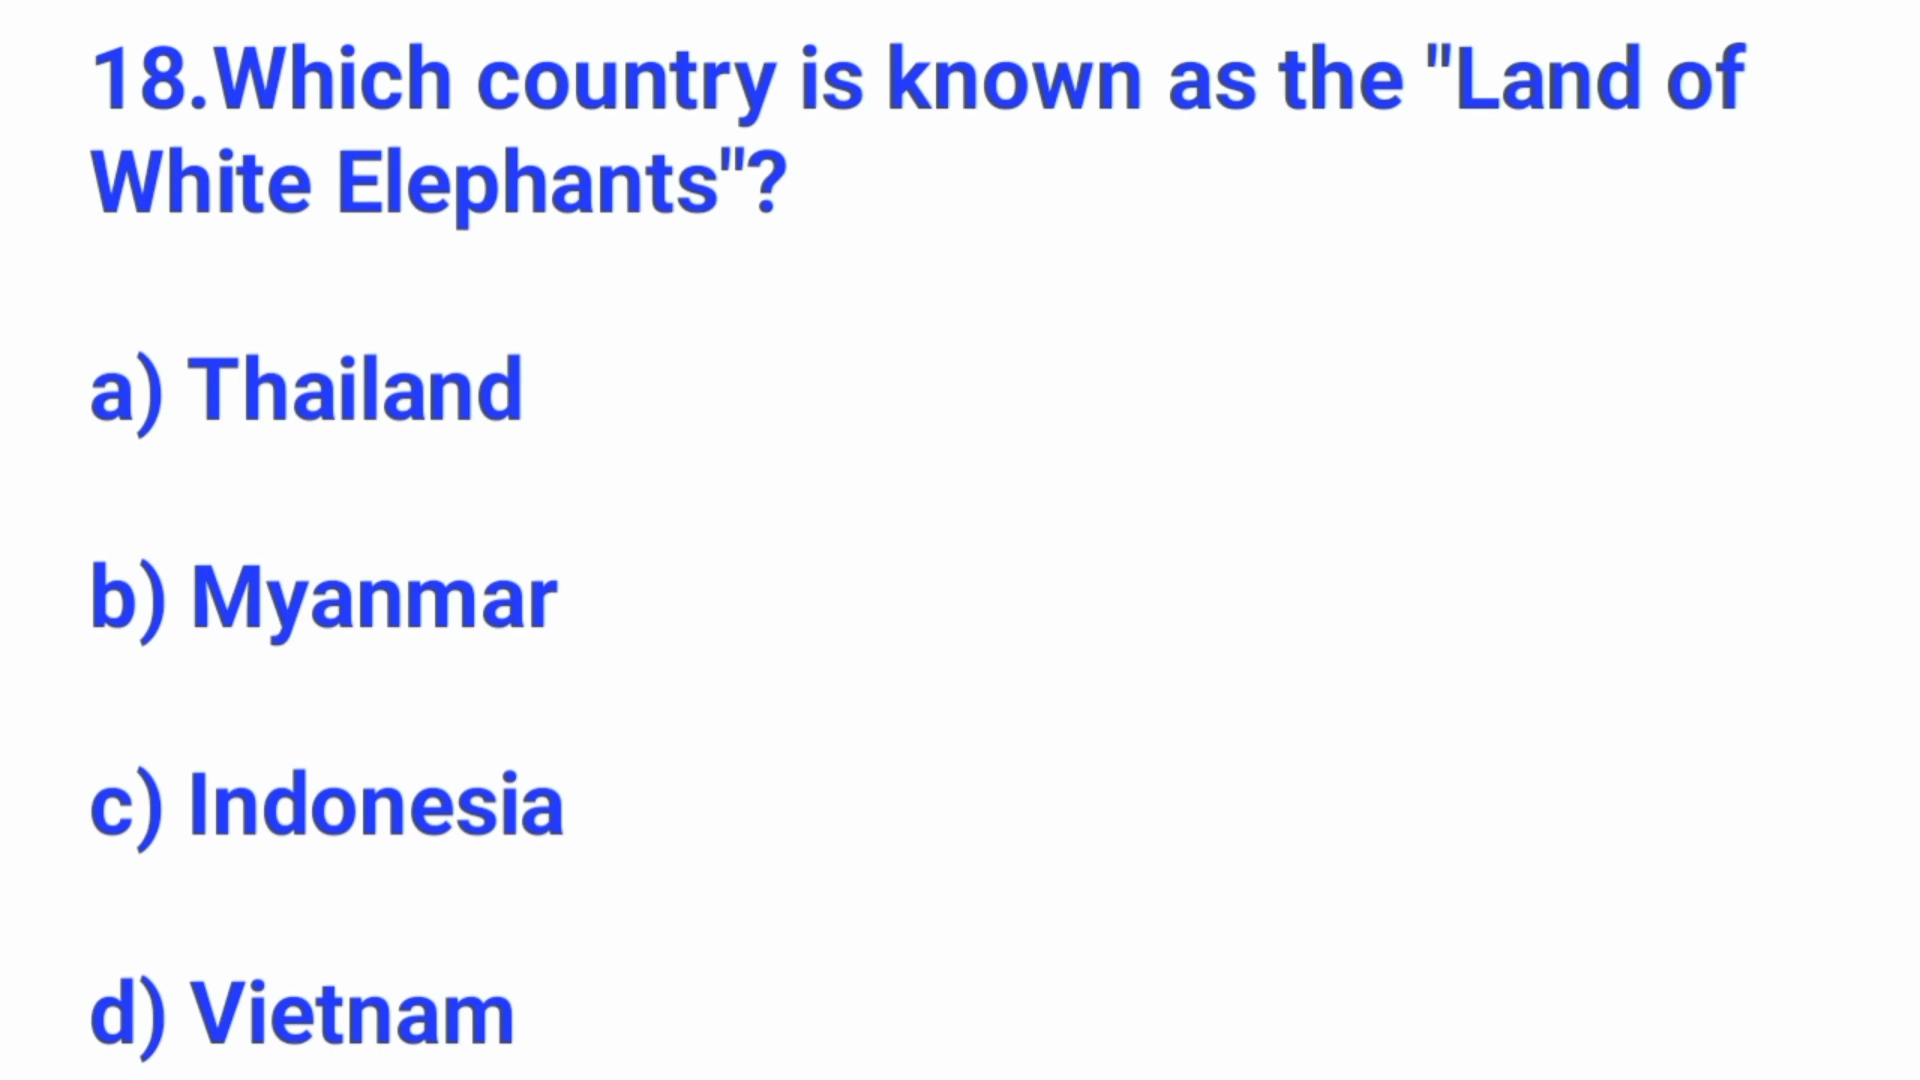 18.Which country is known as the "Land of
White Elephants"?
a) Thailand
b) Myanmar
c) Indonesia
d) Vietnam